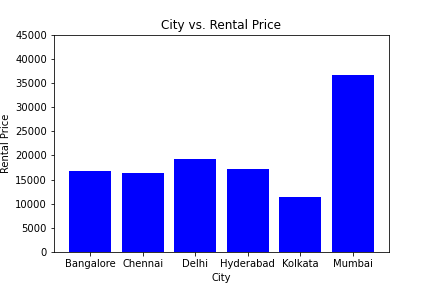 City vs. Rental Price
45000
40000
35000
30000
25000
20000
15000
10000
5000
0
Rental Price
Bangalore Chennai Delhi Hyderabad Kolkata Mumbai
City